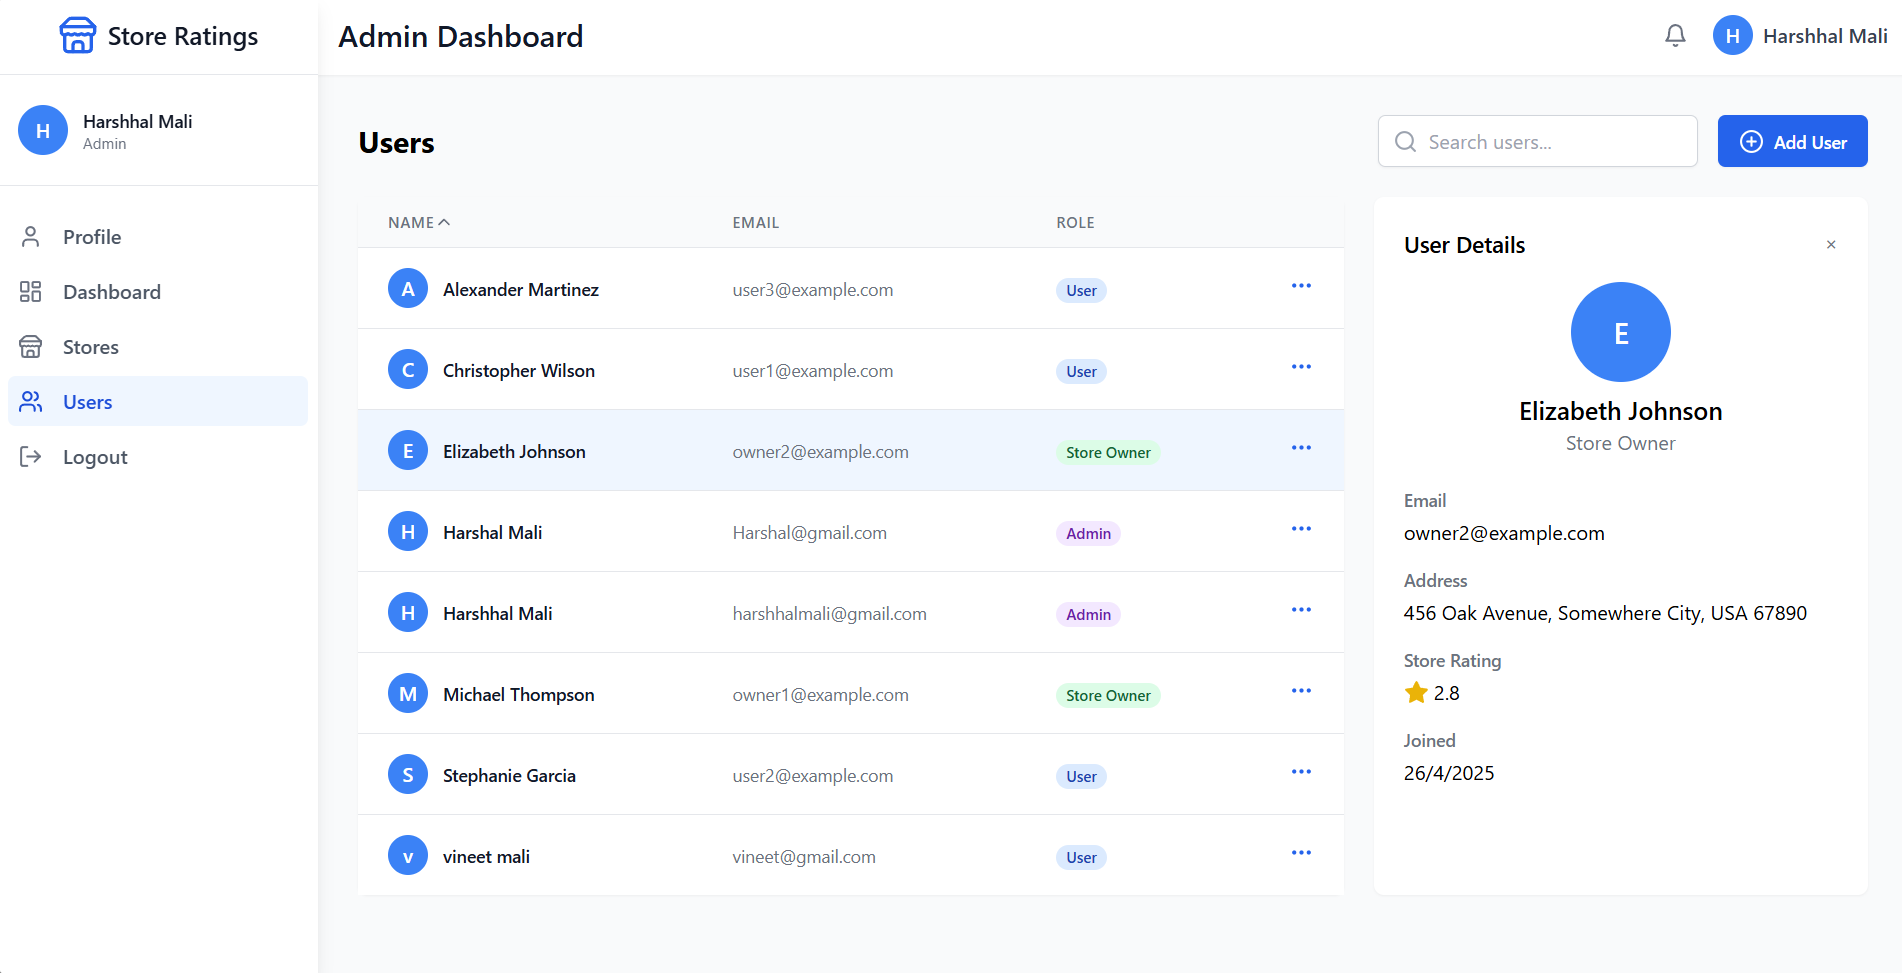 Store Ratings
Admin Dashboard
H Harshhal Mali
H
Harshhal Mali
Admin
Profile
Dashboard
Stores
Users
Logout
Users
Search users...
Add User
NAME EMAIL ROLE
A Alexander Martinez user3@example.com User
C Christopher Wilson user1@example.com User
E Elizabeth Johnson owner2@example.com Store Owner
H Harshal Mali Harshal@gmail.com Admin
H Harshhal Mali harshhalmali@gmail.com Admin
M Michael Thompson owner1@example.com Store Owner
S Stephanie Garcia user2@example.com User
v vineet mali vineet@gmail.com User
User Details ×
E
Elizabeth Johnson
Store Owner
Email
owner2@example.com
Address
456 Oak Avenue, Somewhere City, USA 67890
Store Rating
2.8
Joined
26/4/2025